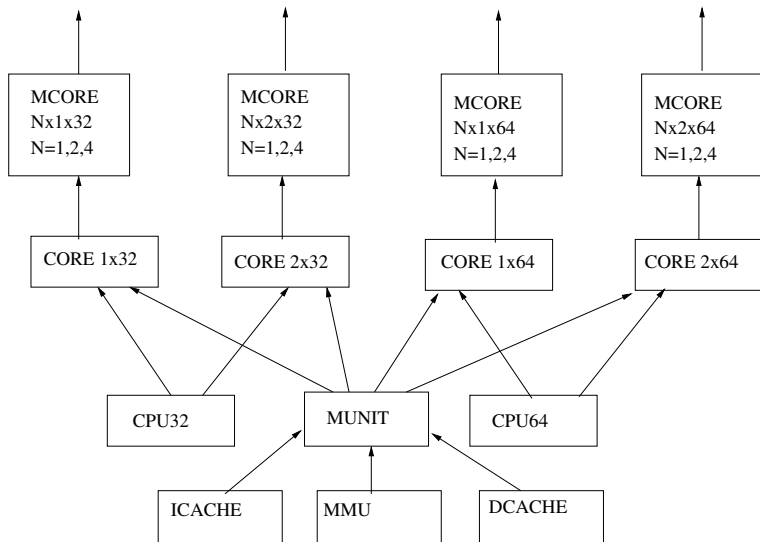 MCORE
Nx1x32
N=1,2,4
MCORE
Nx2x32
N=1,2,4
MCORE
Nx1x64
N=1,2,4
MCORE
Nx2x64
N=1,2,4
CORE 1x32
CORE 2x32
CORE 1x64
CORE 2x64
CPU32
MUNIT
CPU64
ICACHE
MMU
DCACHE